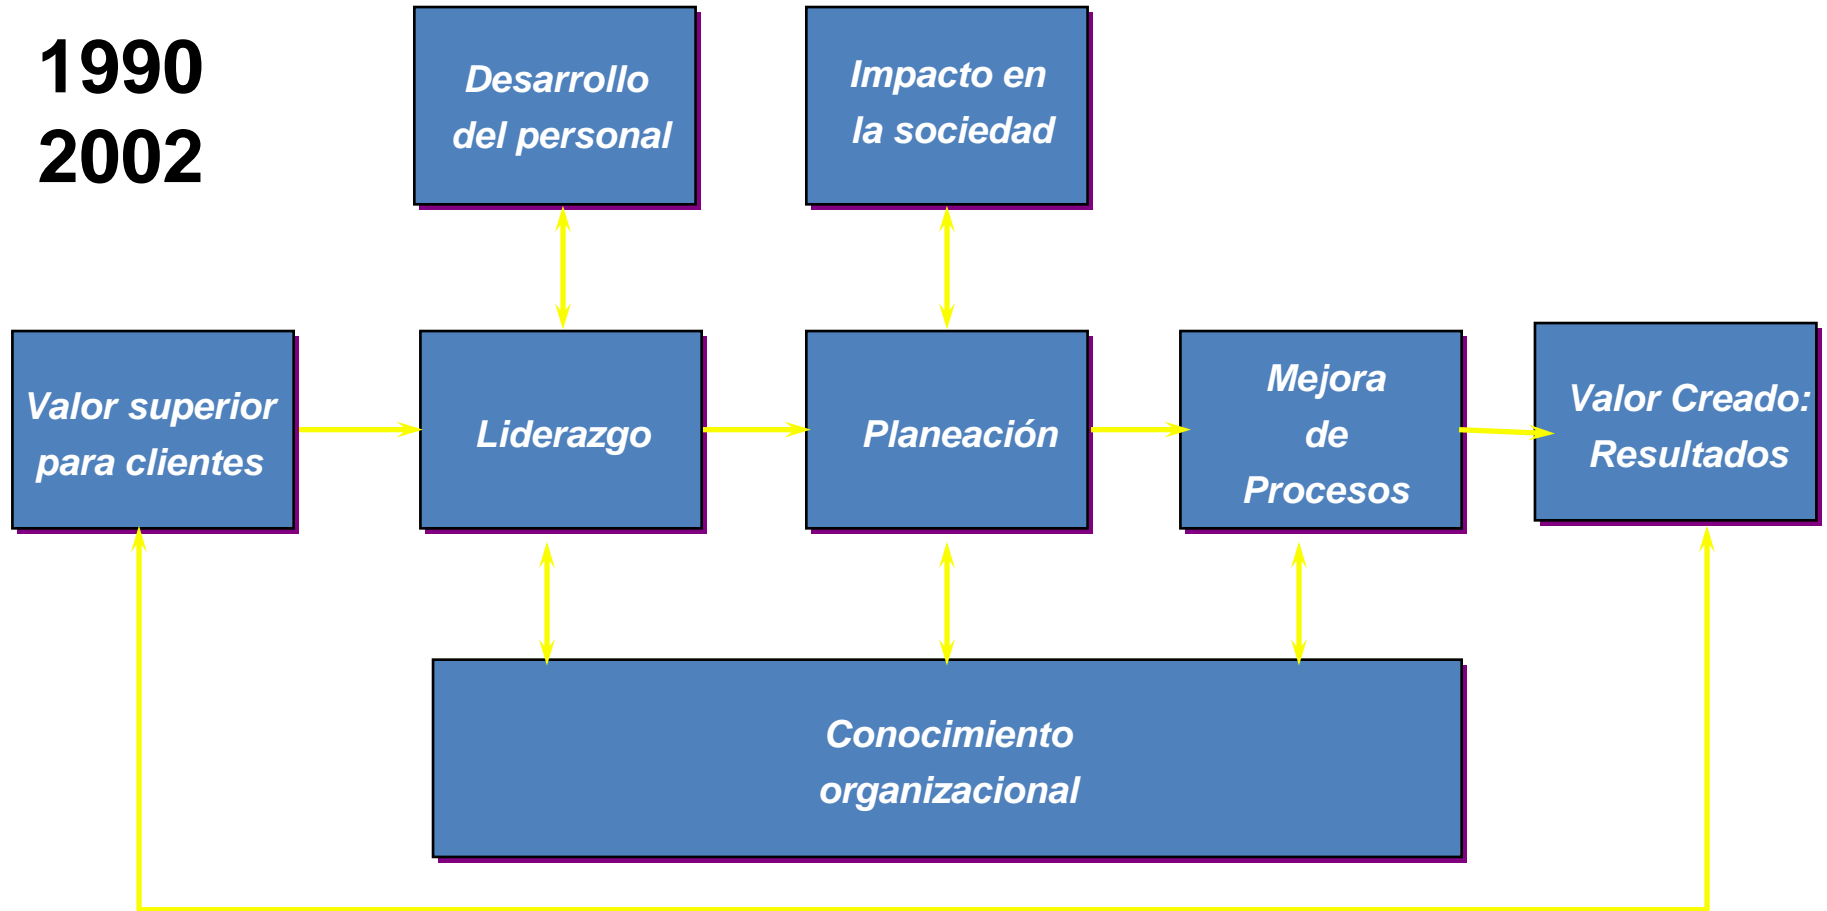 1990
2002
Desarrollo
del personal
Impacto en
la sociedad
Valor superior
para clientes
Liderazgo
Planeación
Mejora
de
Procesos
Valor Creado:
Resultados
Conocimiento
organizacional